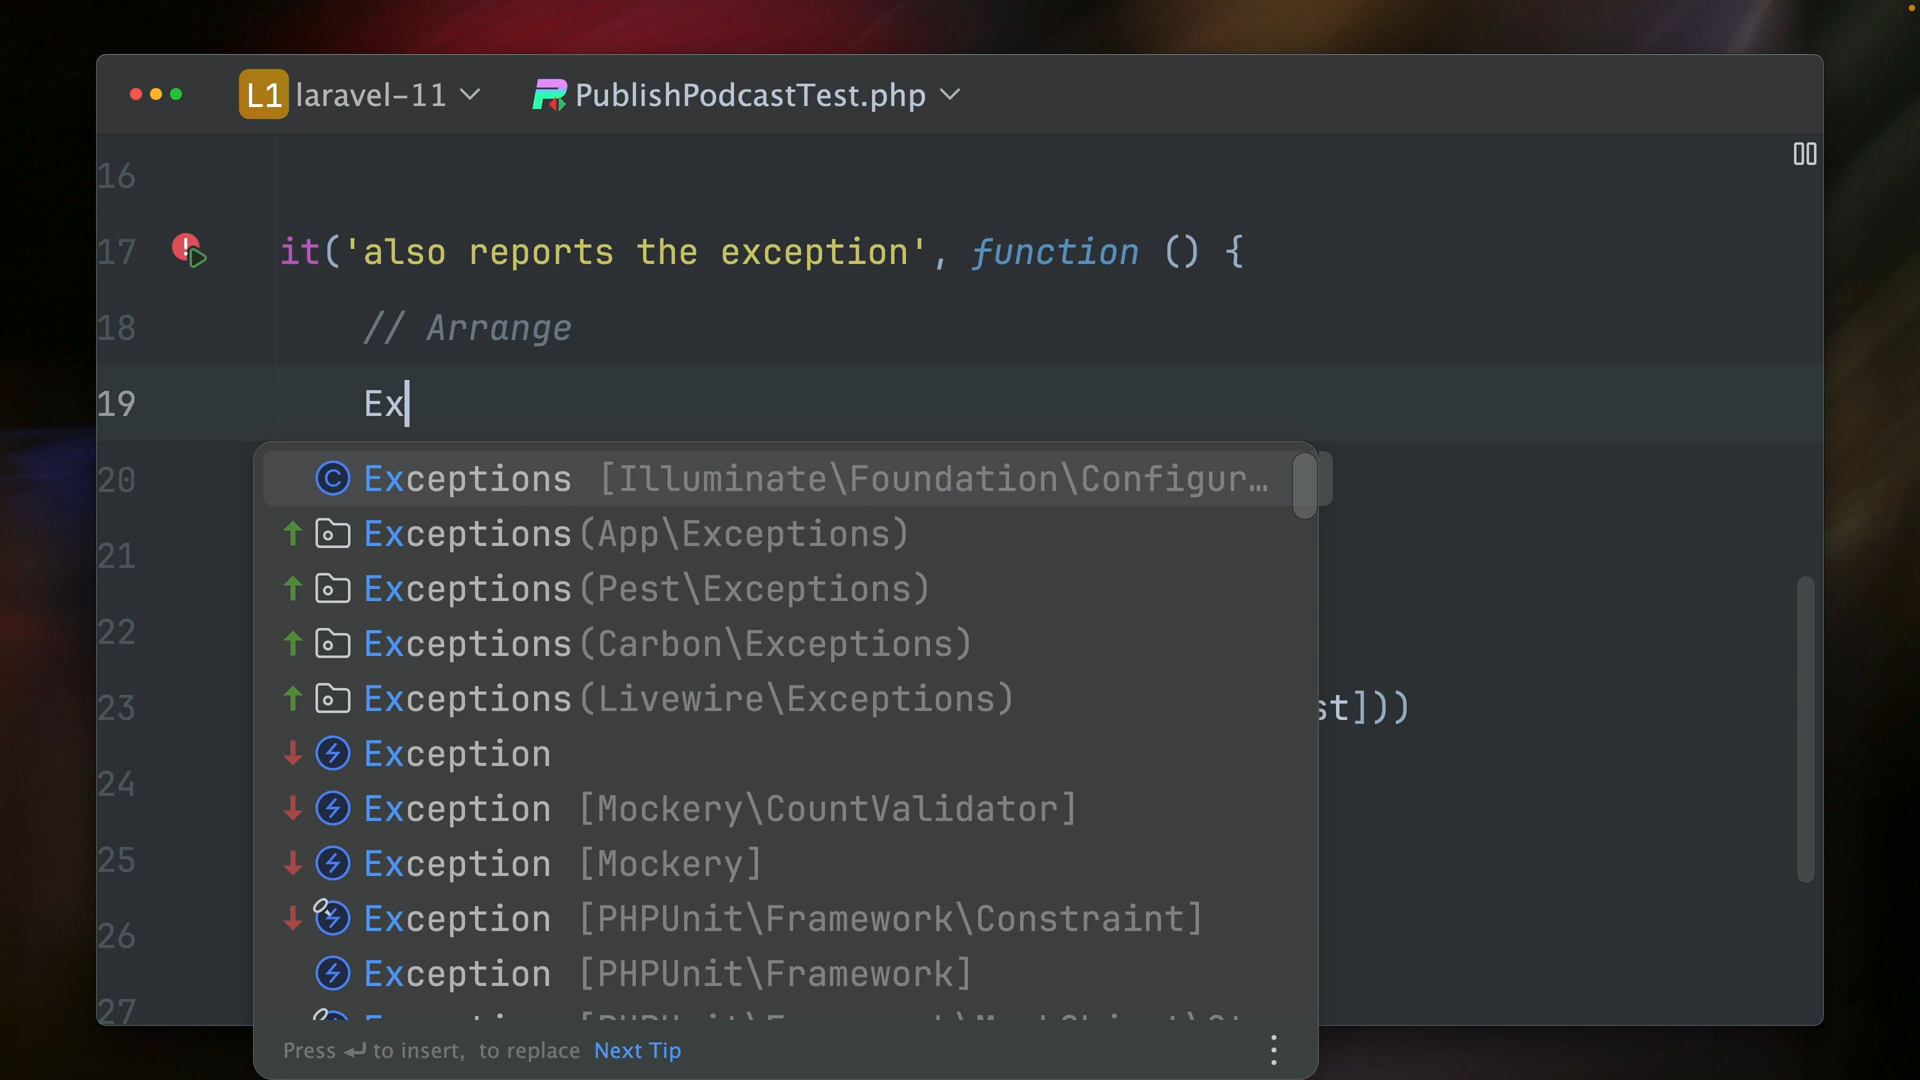 L1 laravel-11 PublishPodcastTest.php
16
17 it('also reports the exception', function () {
18 // Arrange
19 Ex
20 Exceptions [Illuminate\Foundation\Configur…
Exceptions(App\Exceptions)
21
Exceptions(Pest\Exceptions)
22 Exceptions(Carbon\Exceptions)
23 Exceptions(Livewire\Exceptions) st]))
Exception
24
Exception [Mockery\CountValidator]
25 Exception [Mockery]
26 Exception [PHPUnit\Framework\Constraint]
Exception [PHPUnit\Framework]
27
Press ↵ to insert, to replace Next Tip